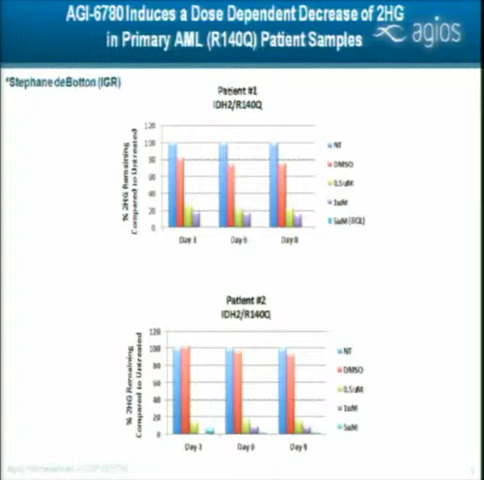 AGI-6780 Induces a Dose Dependent Decrease of 2HG
in Primary AML (R140Q) Patient Samples
agios
*Stephane deBotton (IGR)
Patient #1
IDH2/R140Q
% 2HG Remaining
Compared to Untreated
120
100
80
60
40
20
0
Day 3
Day 6
Day 8
NT
DMSO
0.5uM
1uM
5uM
Patient #2
IDH2/R140Q
% 2HG Remaining
Compared to Untreated
120
100
80
60
40
20
0
Day 3
Day 6
Day 9
NT
DMSO
0.5uM
1uM
5uM